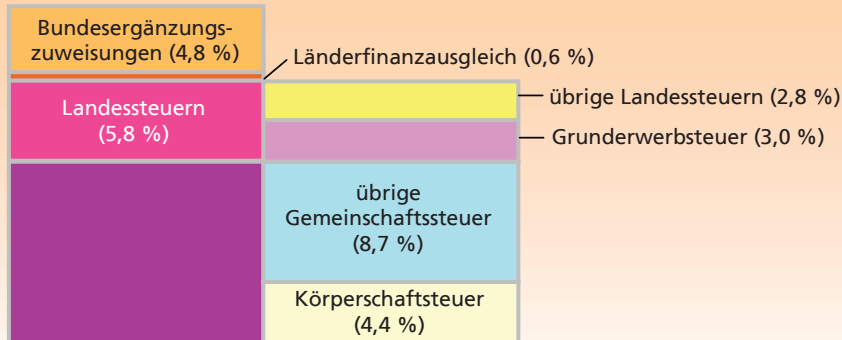 Bundesergänzungs-
zuweisungen (4,8 %)
Länderfinanzausgleich (0,6 %)
Landessteuern
(5,8 %)
übrige Landessteuern (2,8 %)
Grunderwerbsteuer (3,0 %)
übrige
Gemeinschaftssteuer
(8,7 %)
Körperschaftsteuer
(4,4 %)